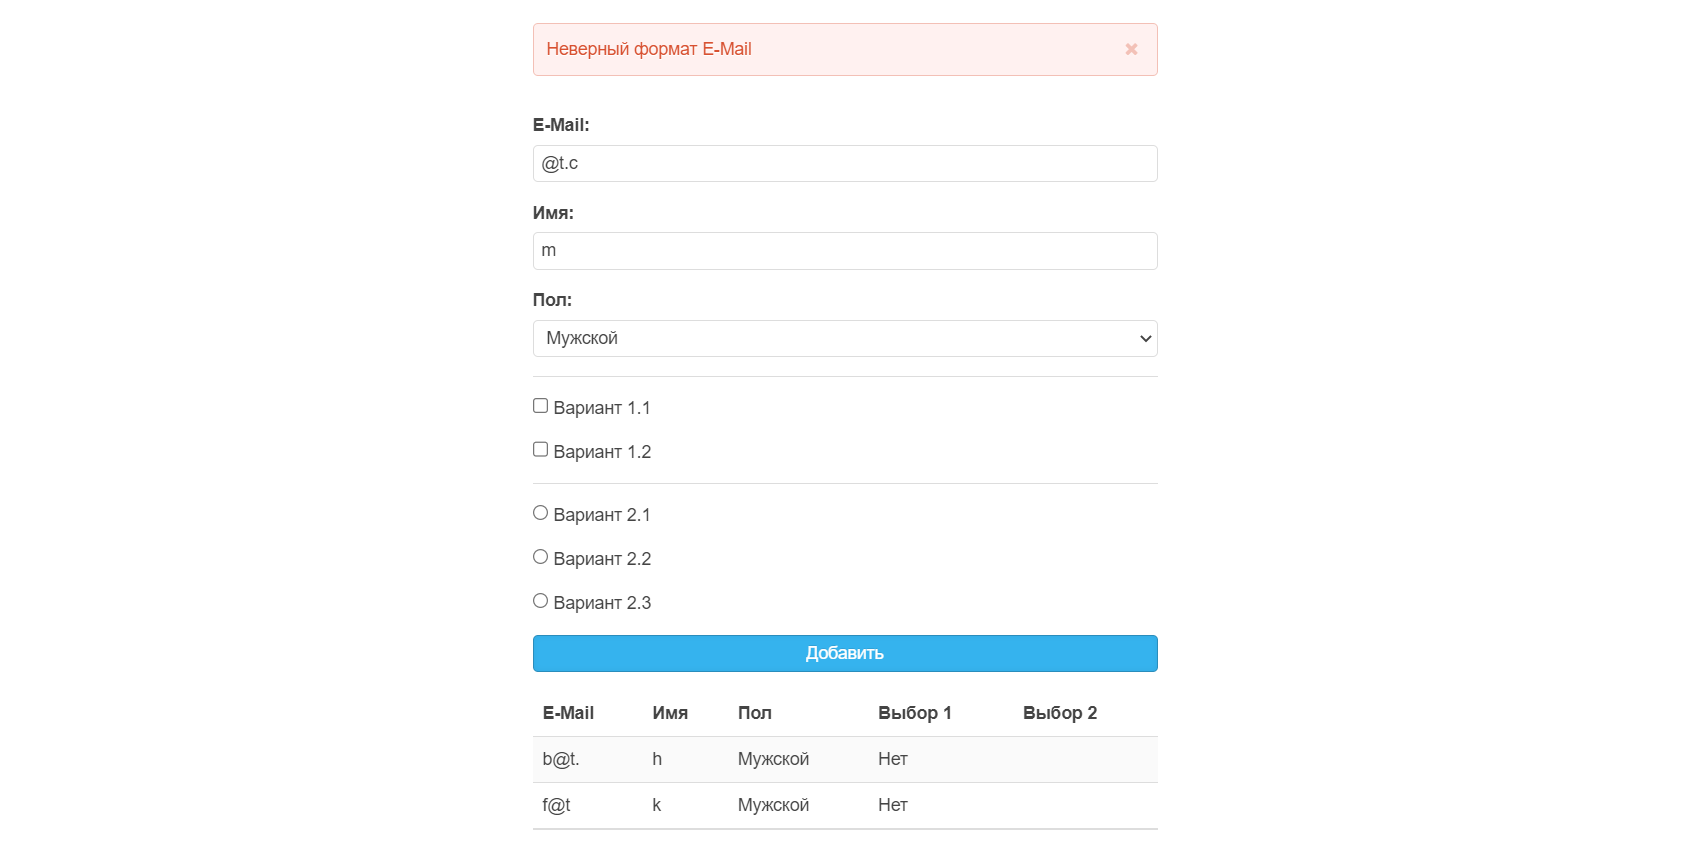 Неверный формат E-Mail
E-Mail:
@t.c
Имя:
m
Пол:
Мужской
Вариант 1.1
Вариант 1.2
Вариант 2.1
Вариант 2.2
Вариант 2.3
Добавить
E-Mail Имя Пол Выбор 1 Выбор 2
b@t. h Мужской Нет
f@t k Мужской Нет